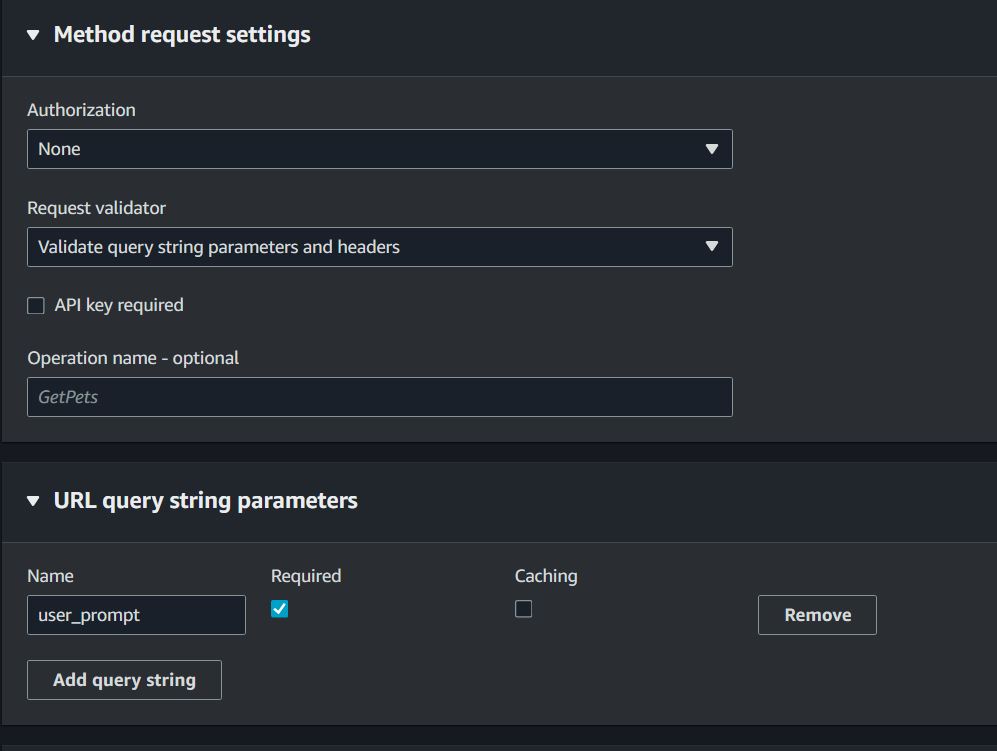 Method request settings
Authorization
None
Request validator
Validate query string parameters and headers
API key required
Operation name - optional
GetPets
URL query string parameters
Name Required Caching
user_prompt Remove
Add query string